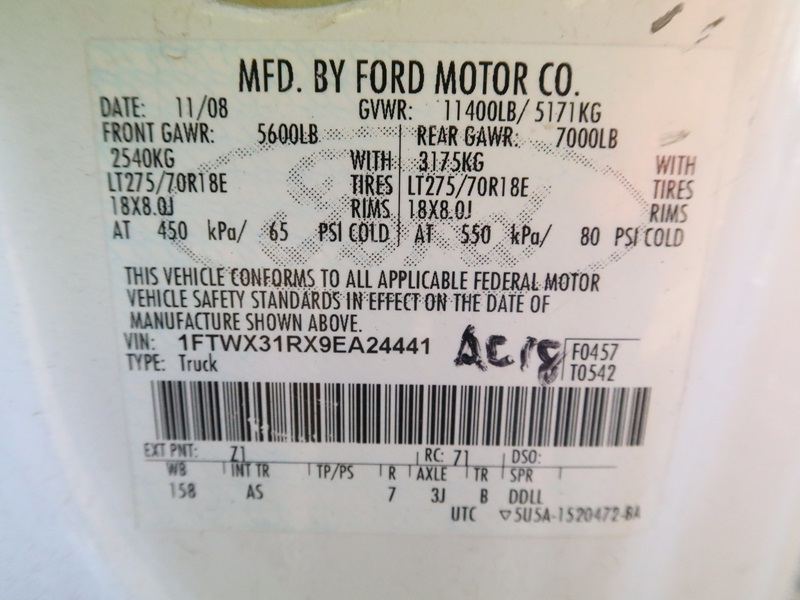 MFD. BY FORD MOTOR CO.
DATE: 11/08 GVWR: 11400LB/ 5171KG
FRONT GAWR: 5600LB REAR GAWR: 7000LB
2540KG WITH 3175KG WITH
LT275/70R18E TIRES LT275/70R18E TIRES
18X8.0J RIMS 18X8.0J RIMS
AT 450 kPa/ 65 PSI COLD AT 550 kPa/ 80 PSI COLD
THIS VEHICLE CONFORMS TO ALL APPLICABLE FEDERAL MOTOR
VEHICLE SAFETY STANDARDS IN EFFECT ON THE DATE OF
MANUFACTURE SHOWN ABOVE.
VIN: 1FTWX31RX9EA24441 AC18 F0457
TYPE: Truck T0542
EXT PNT: Z1 RC: 71 DSO:
WB INT TR TP/PS R AXLE TR SPR
158 AS 7 3J B DDLL
UTC ▽5U5A-1520472-BA